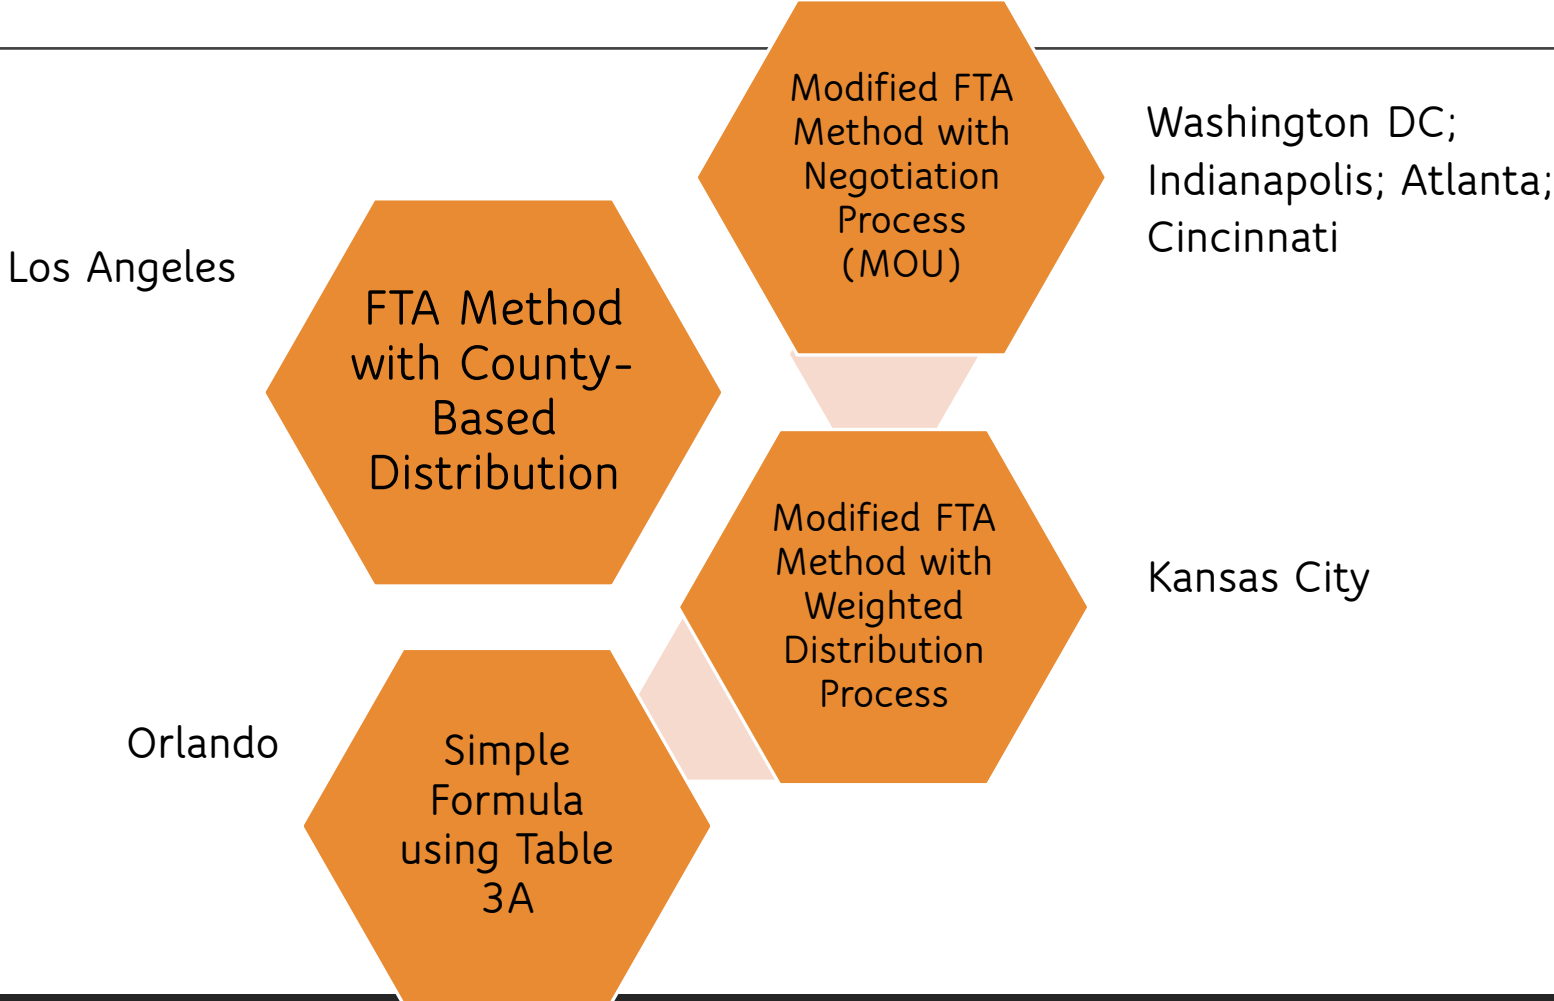 Modified FTA
Method with
Negotiation
Process
(MOU)
Washington DC;
Indianapolis; Atlanta;
Cincinnati
Los Angeles
FTA Method
with County-
Based
Distribution
Modified FTA
Method with
Weighted
Distribution
Process
Kansas City
Orlando
Simple
Formula
using Table
3A